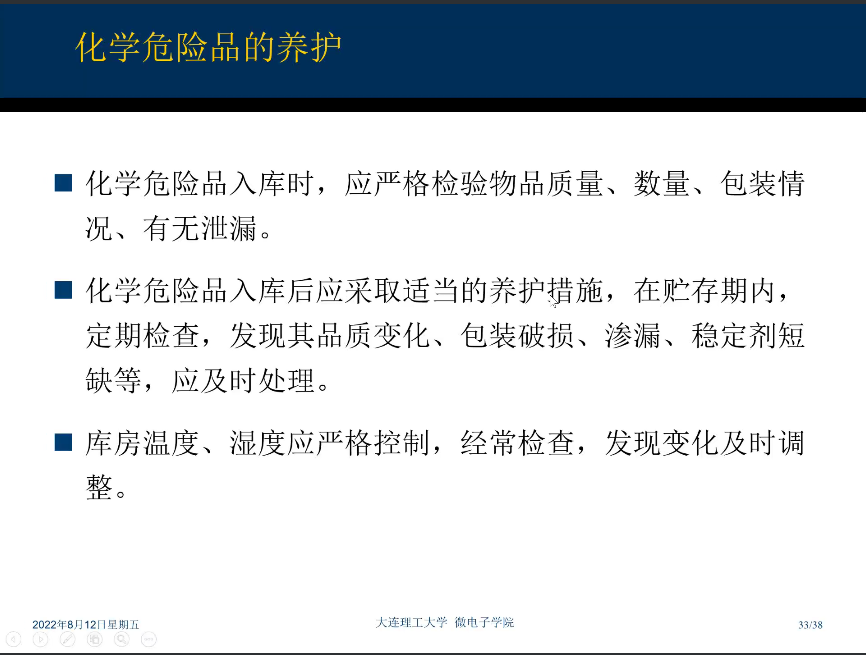 化学危险品的养护
化学危险品入库时，应严格检验物品质量、数量、包装情
况、有无泄漏。
化学危险品入库后应采取适当的养护措施，在贮存期内，
定期检查，发现其品质变化、包装破损、渗漏、稳定剂短
缺等，应及时处理。
库房温度、湿度应严格控制，经常检查，发现变化及时调
整。
2022年8月12日星期五
大连理工大学 微电子学院
33/38